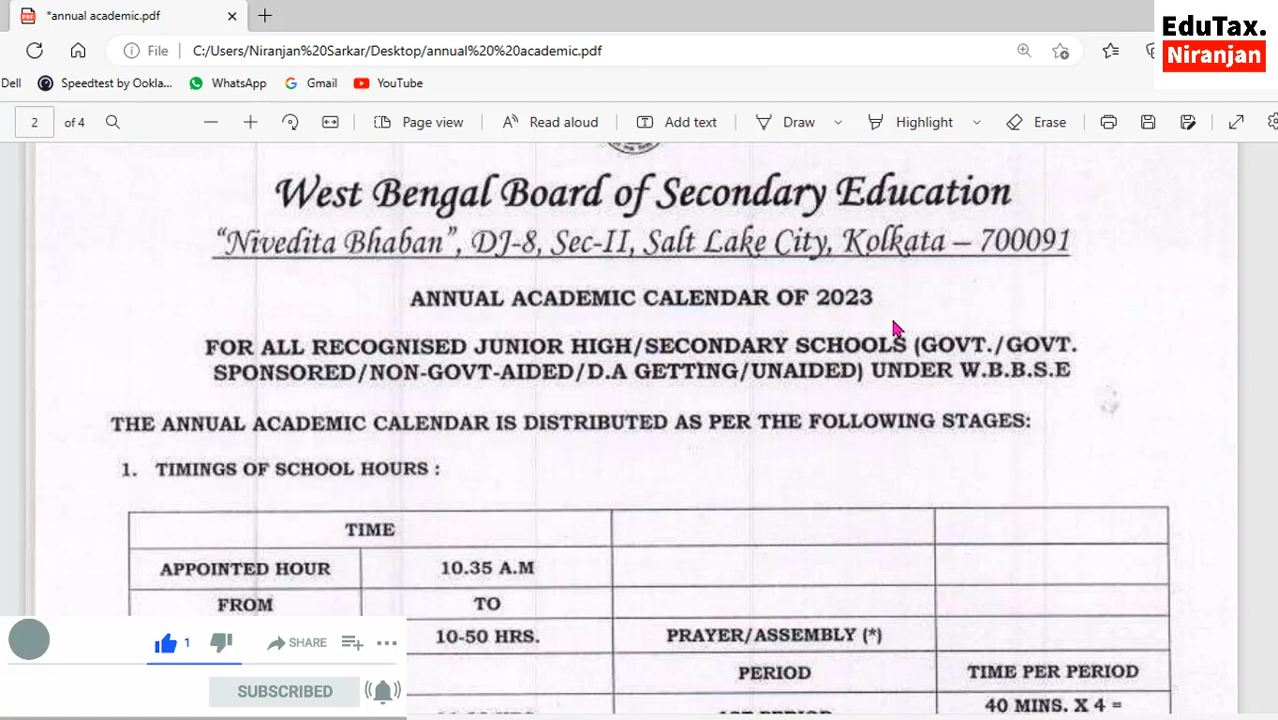 *annual academic.pdf
EduTax.
Niranjan
File
C:/Users/Niranjan%20Sarkar/Desktop/annual%20%20academic.pdf
Dell
Speedtest by Ookla...
WhatsApp
Gmail
YouTube
2
of 4
Page view
Read aloud
Add text
Draw
Highlight
Erase
West Bengal Board of Secondary Education
“Nivedita Bhaban”, DJ-8, Sec-II, Salt Lake City, Kolkata – 700091
ANNUAL ACADEMIC CALENDAR OF 2023
FOR ALL RECOGNISED JUNIOR HIGH/SECONDARY SCHOOLS (GOVT./GOVT.
SPONSORED/NON-GOVT-AIDED/D.A GETTING/UNAIDED) UNDER W.B.B.S.E
THE ANNUAL ACADEMIC CALENDAR IS DISTRIBUTED AS PER THE FOLLOWING STAGES:
1. TIMINGS OF SCHOOL HOURS :
TIME
APPOINTED HOUR
10.35 A.M
FROM
TO
10-50 HRS.
PRAYER/ASSEMBLY (*)
PERIOD
TIME PER PERIOD
40 MINS. X 4 =
1
SHARE
SUBSCRIBED